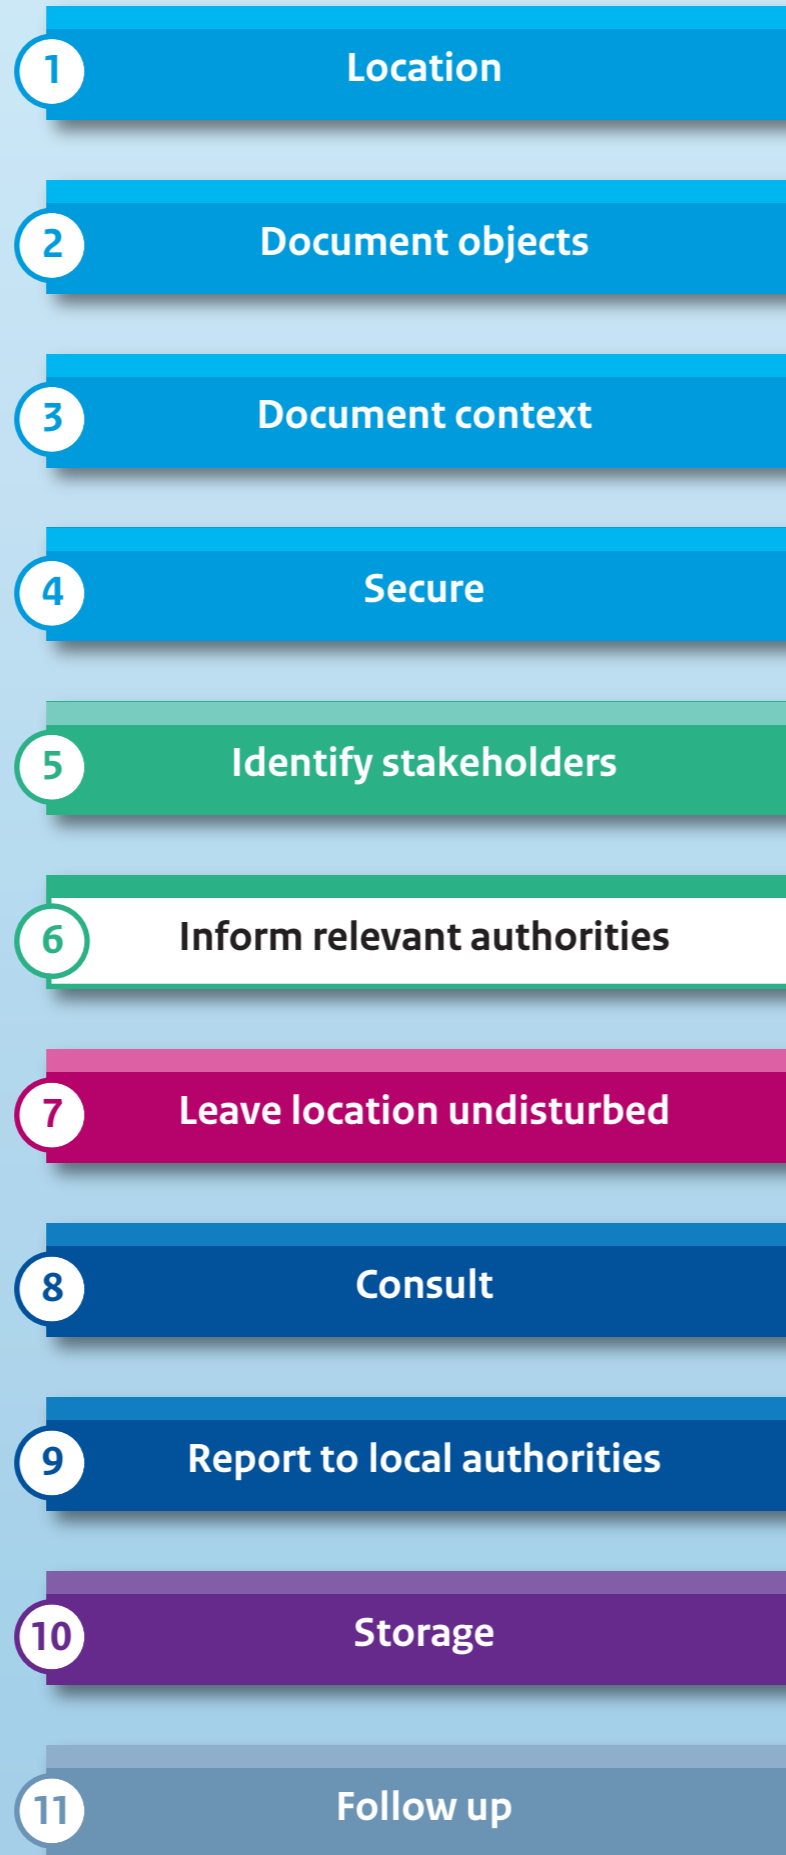 1 Location
2 Document objects
3 Document context
4 Secure
5 Identify stakeholders
6 Inform relevant authorities
7 Leave location undisturbed
8 Consult
9 Report to local authorities
10 Storage
11 Follow up